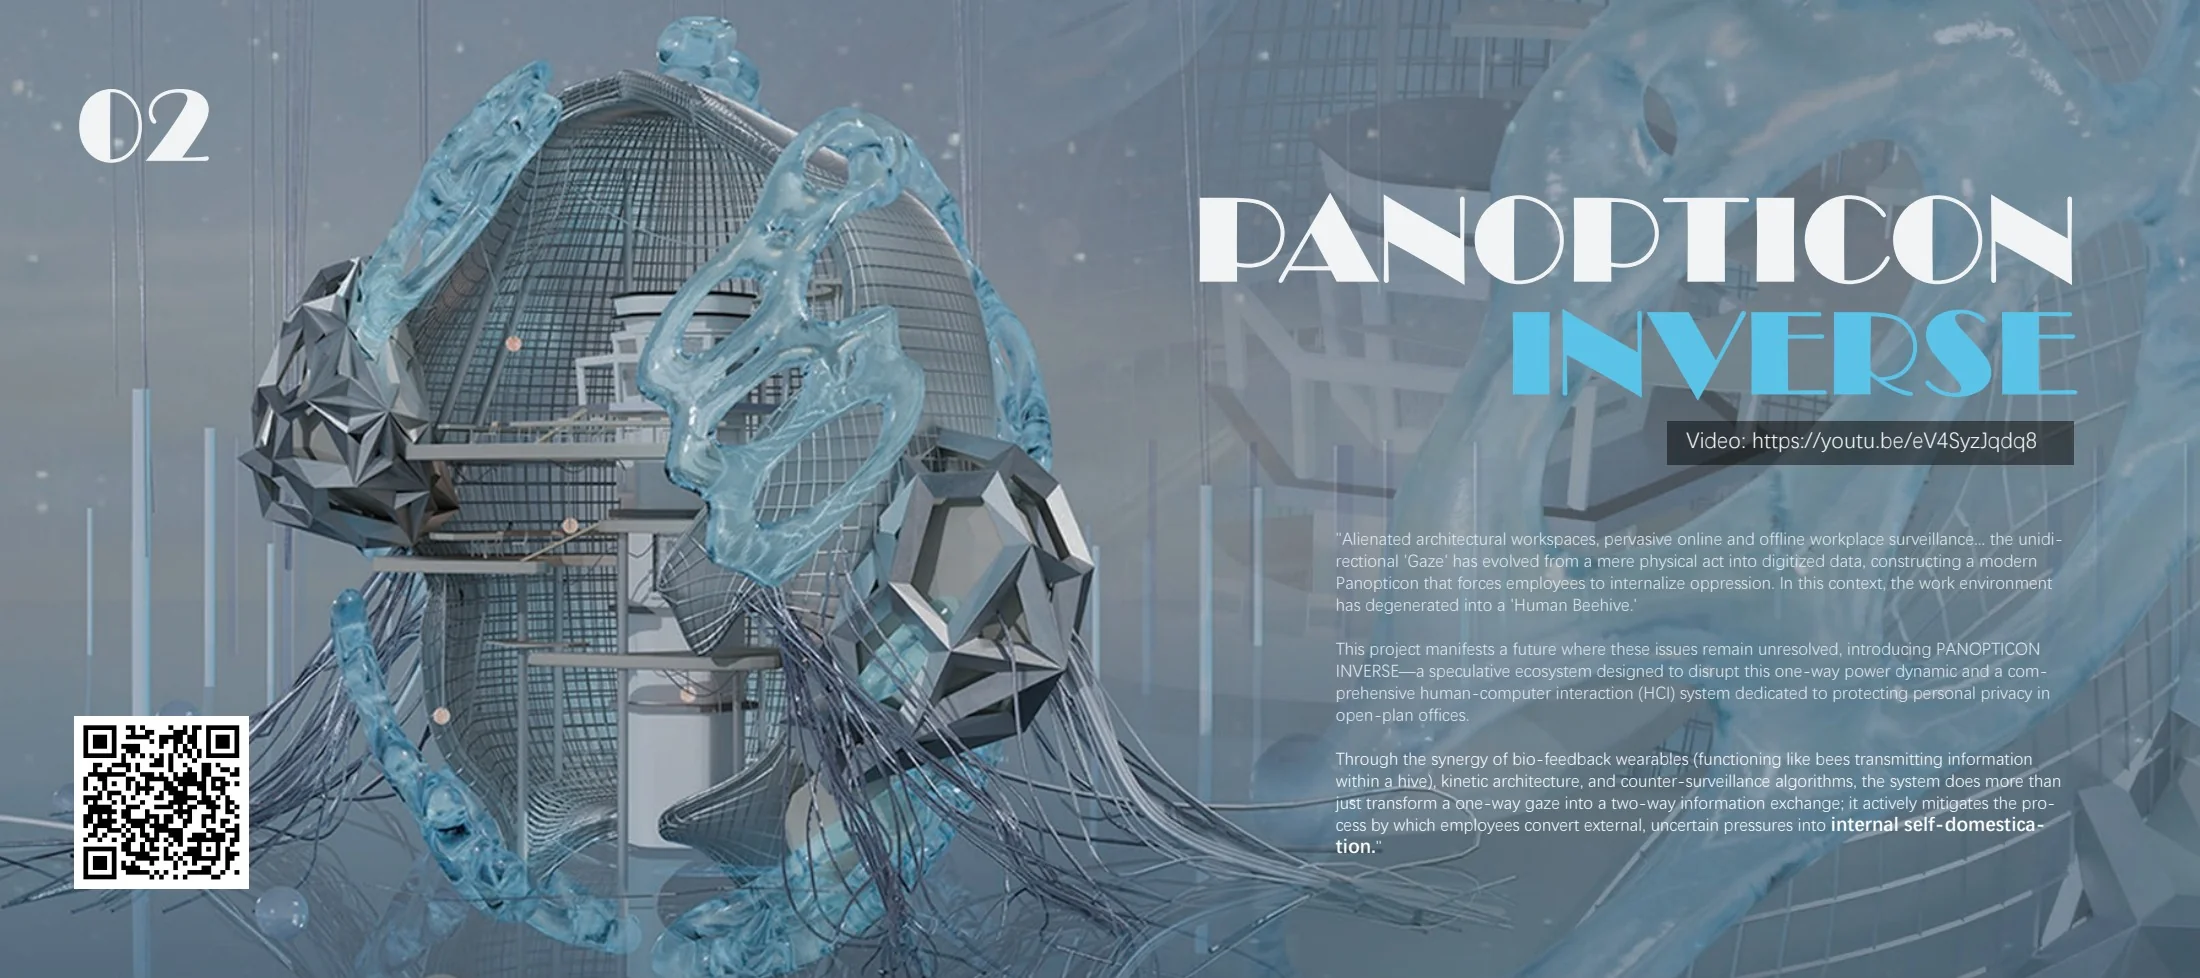 02
PANOPTICON
INVERSE
Video: https://youtu.be/eV4SyzJqdq8
"Alienated architectural workspaces, pervasive online and offline workplace surveillance... the unidi-
rectional 'Gaze' has evolved from a mere physical act into digitized data, constructing a modern
Panopticon that forces employees to internalize oppression. In this context, the work environment
has degenerated into a 'Human Beehive.'
This project manifests a future where these issues remain unresolved, introducing PANOPTICON
INVERSE—a speculative ecosystem designed to disrupt this one-way power dynamic and a com-
prehensive human-computer interaction (HCI) system dedicated to protecting personal privacy in
open-plan offices.
Through the synergy of bio-feedback wearables (functioning like bees transmitting information
within a hive), kinetic architecture, and counter-surveillance algorithms, the system does more than
just transform a one-way gaze into a two-way information exchange; it actively mitigates the pro-
cess by which employees convert external, uncertain pressures into internal self-domestica-
tion."